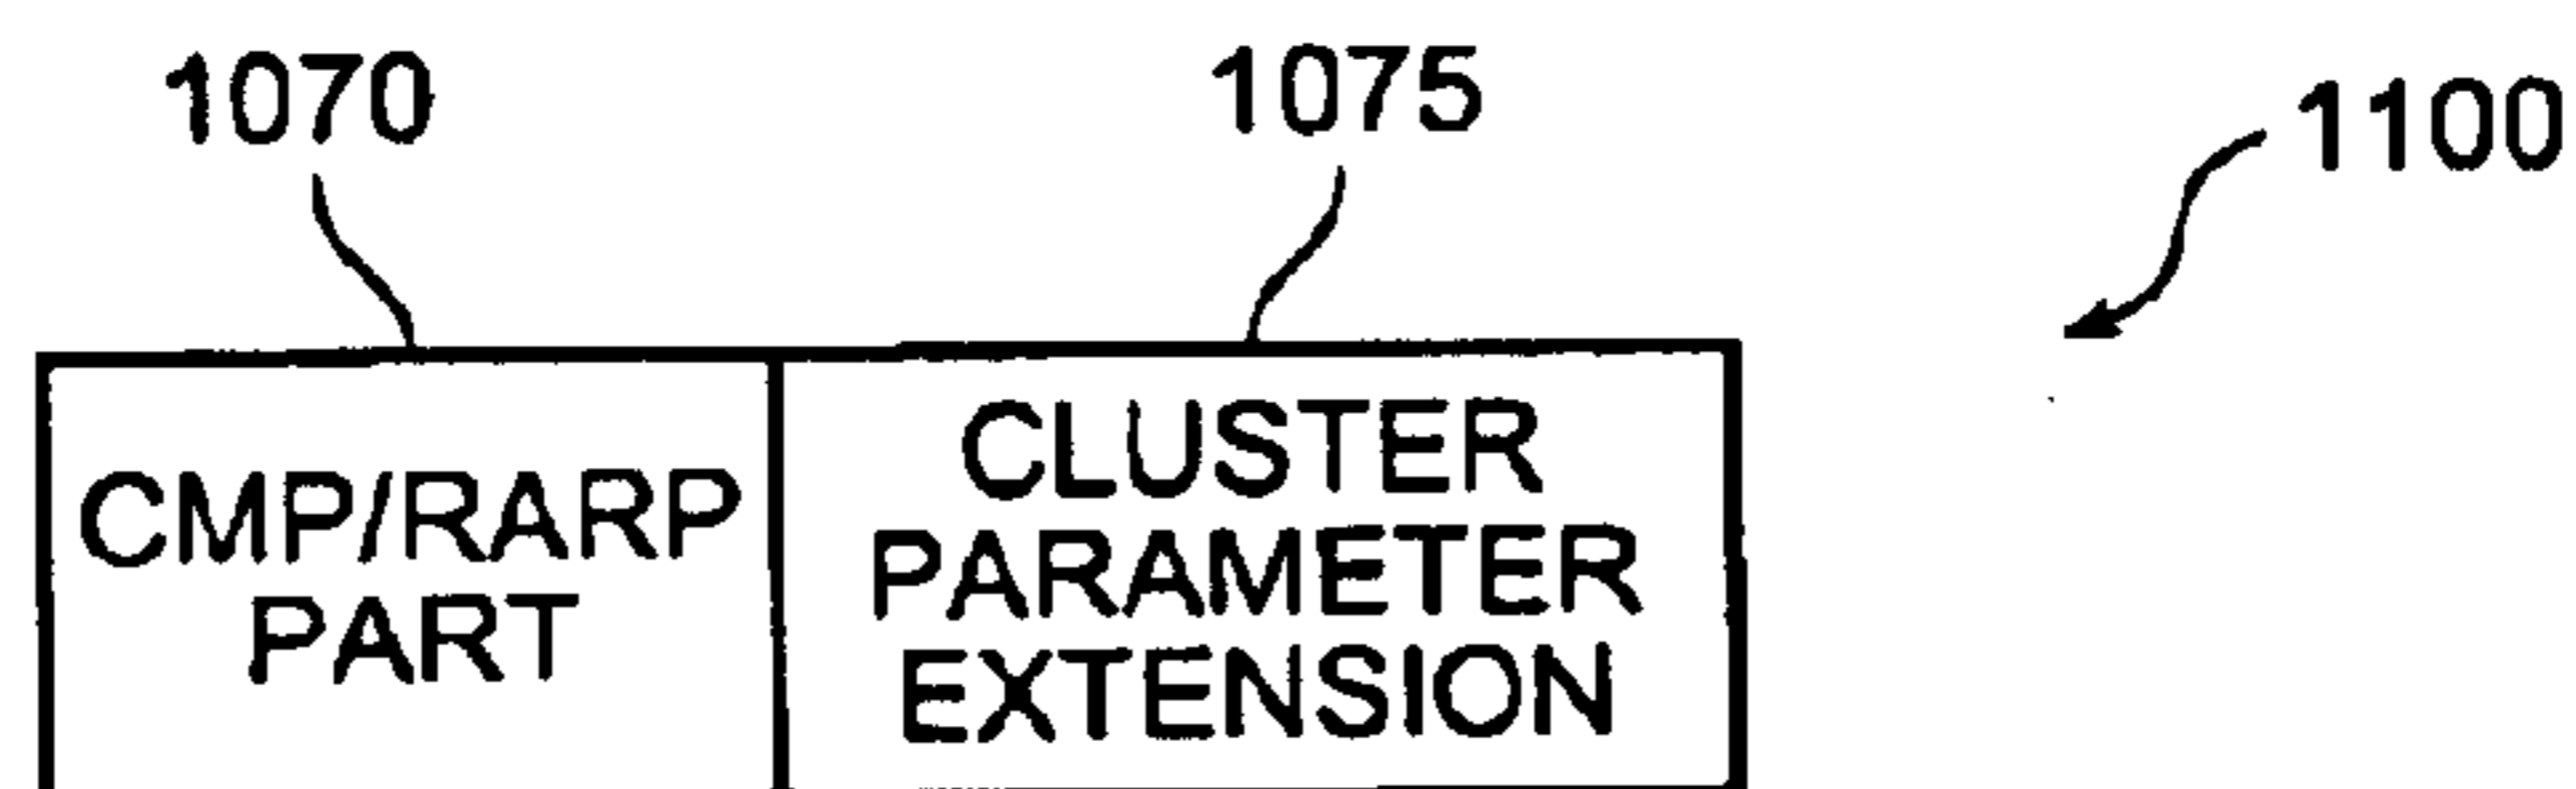 1070
1075
1100
CMP/RARP
PART
CLUSTER
PARAMETER
EXTENSION